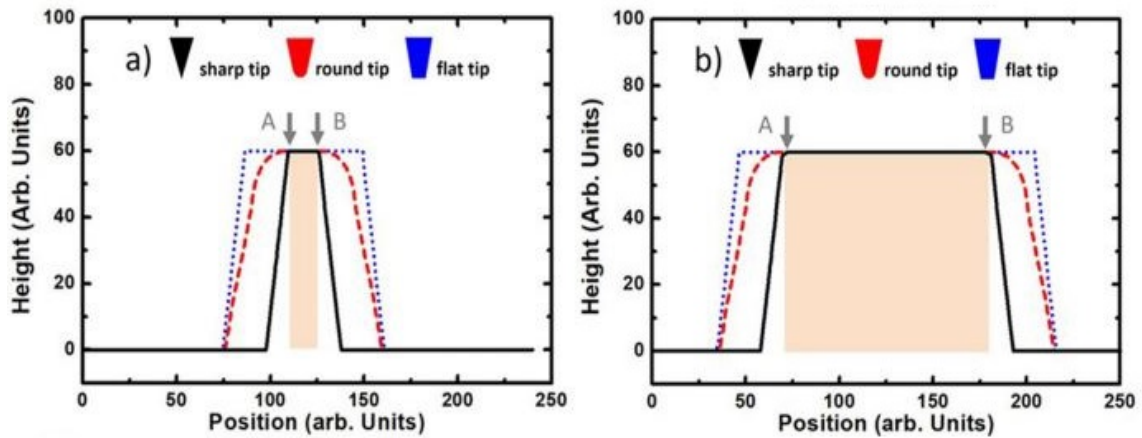 a)
sharp tip
round tip
flat tip
A
B
100
80
60
40
20
0
0
50
100
150
200
250
Height (Arb. Units)
Position (arb. Units)
b)
sharp tip
round tip
flat tip
A
B
100
80
60
40
20
0
0
50
100
150
200
250
Height (Arb. Units)
Position (arb. Units)